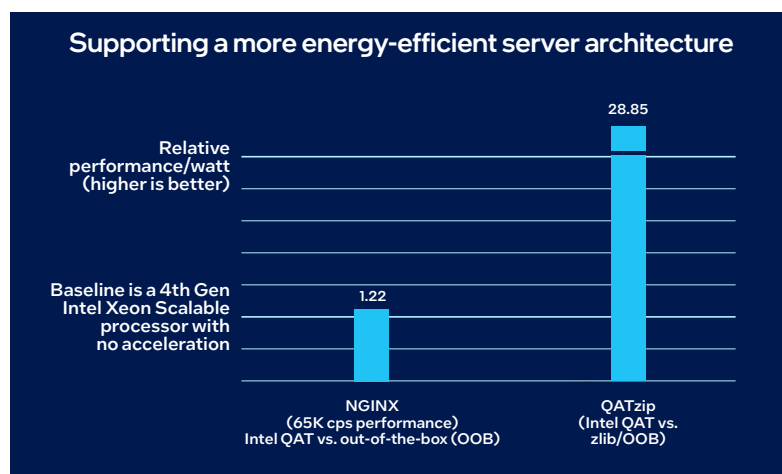 Supporting a more energy-efficient server architecture
28.85
Relative
performance/watt
(higher is better)
Baseline is a 4th Gen
Intel Xeon Scalable
processor with
no acceleration
1.22
NGINX
(65K cps performance)
Intel QAT vs. out-of-the-box (OOB)
QATzip
(Intel QAT vs.
zlib/OOB)